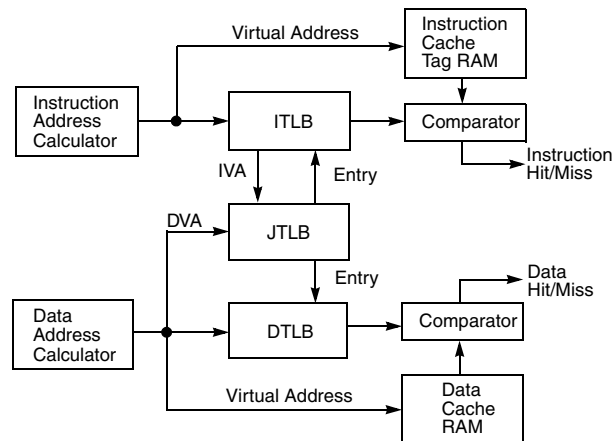 Virtual Address
Instruction
Cache
Tag RAM
Instruction
Address
Calculator
ITLB
Comparator
Instruction
Hit/Miss
IVA
Entry
DVA
JTLB
Entry
Data
Hit/Miss
Data
Address
Calculator
DTLB
Comparator
Virtual Address
Data
Cache
RAM